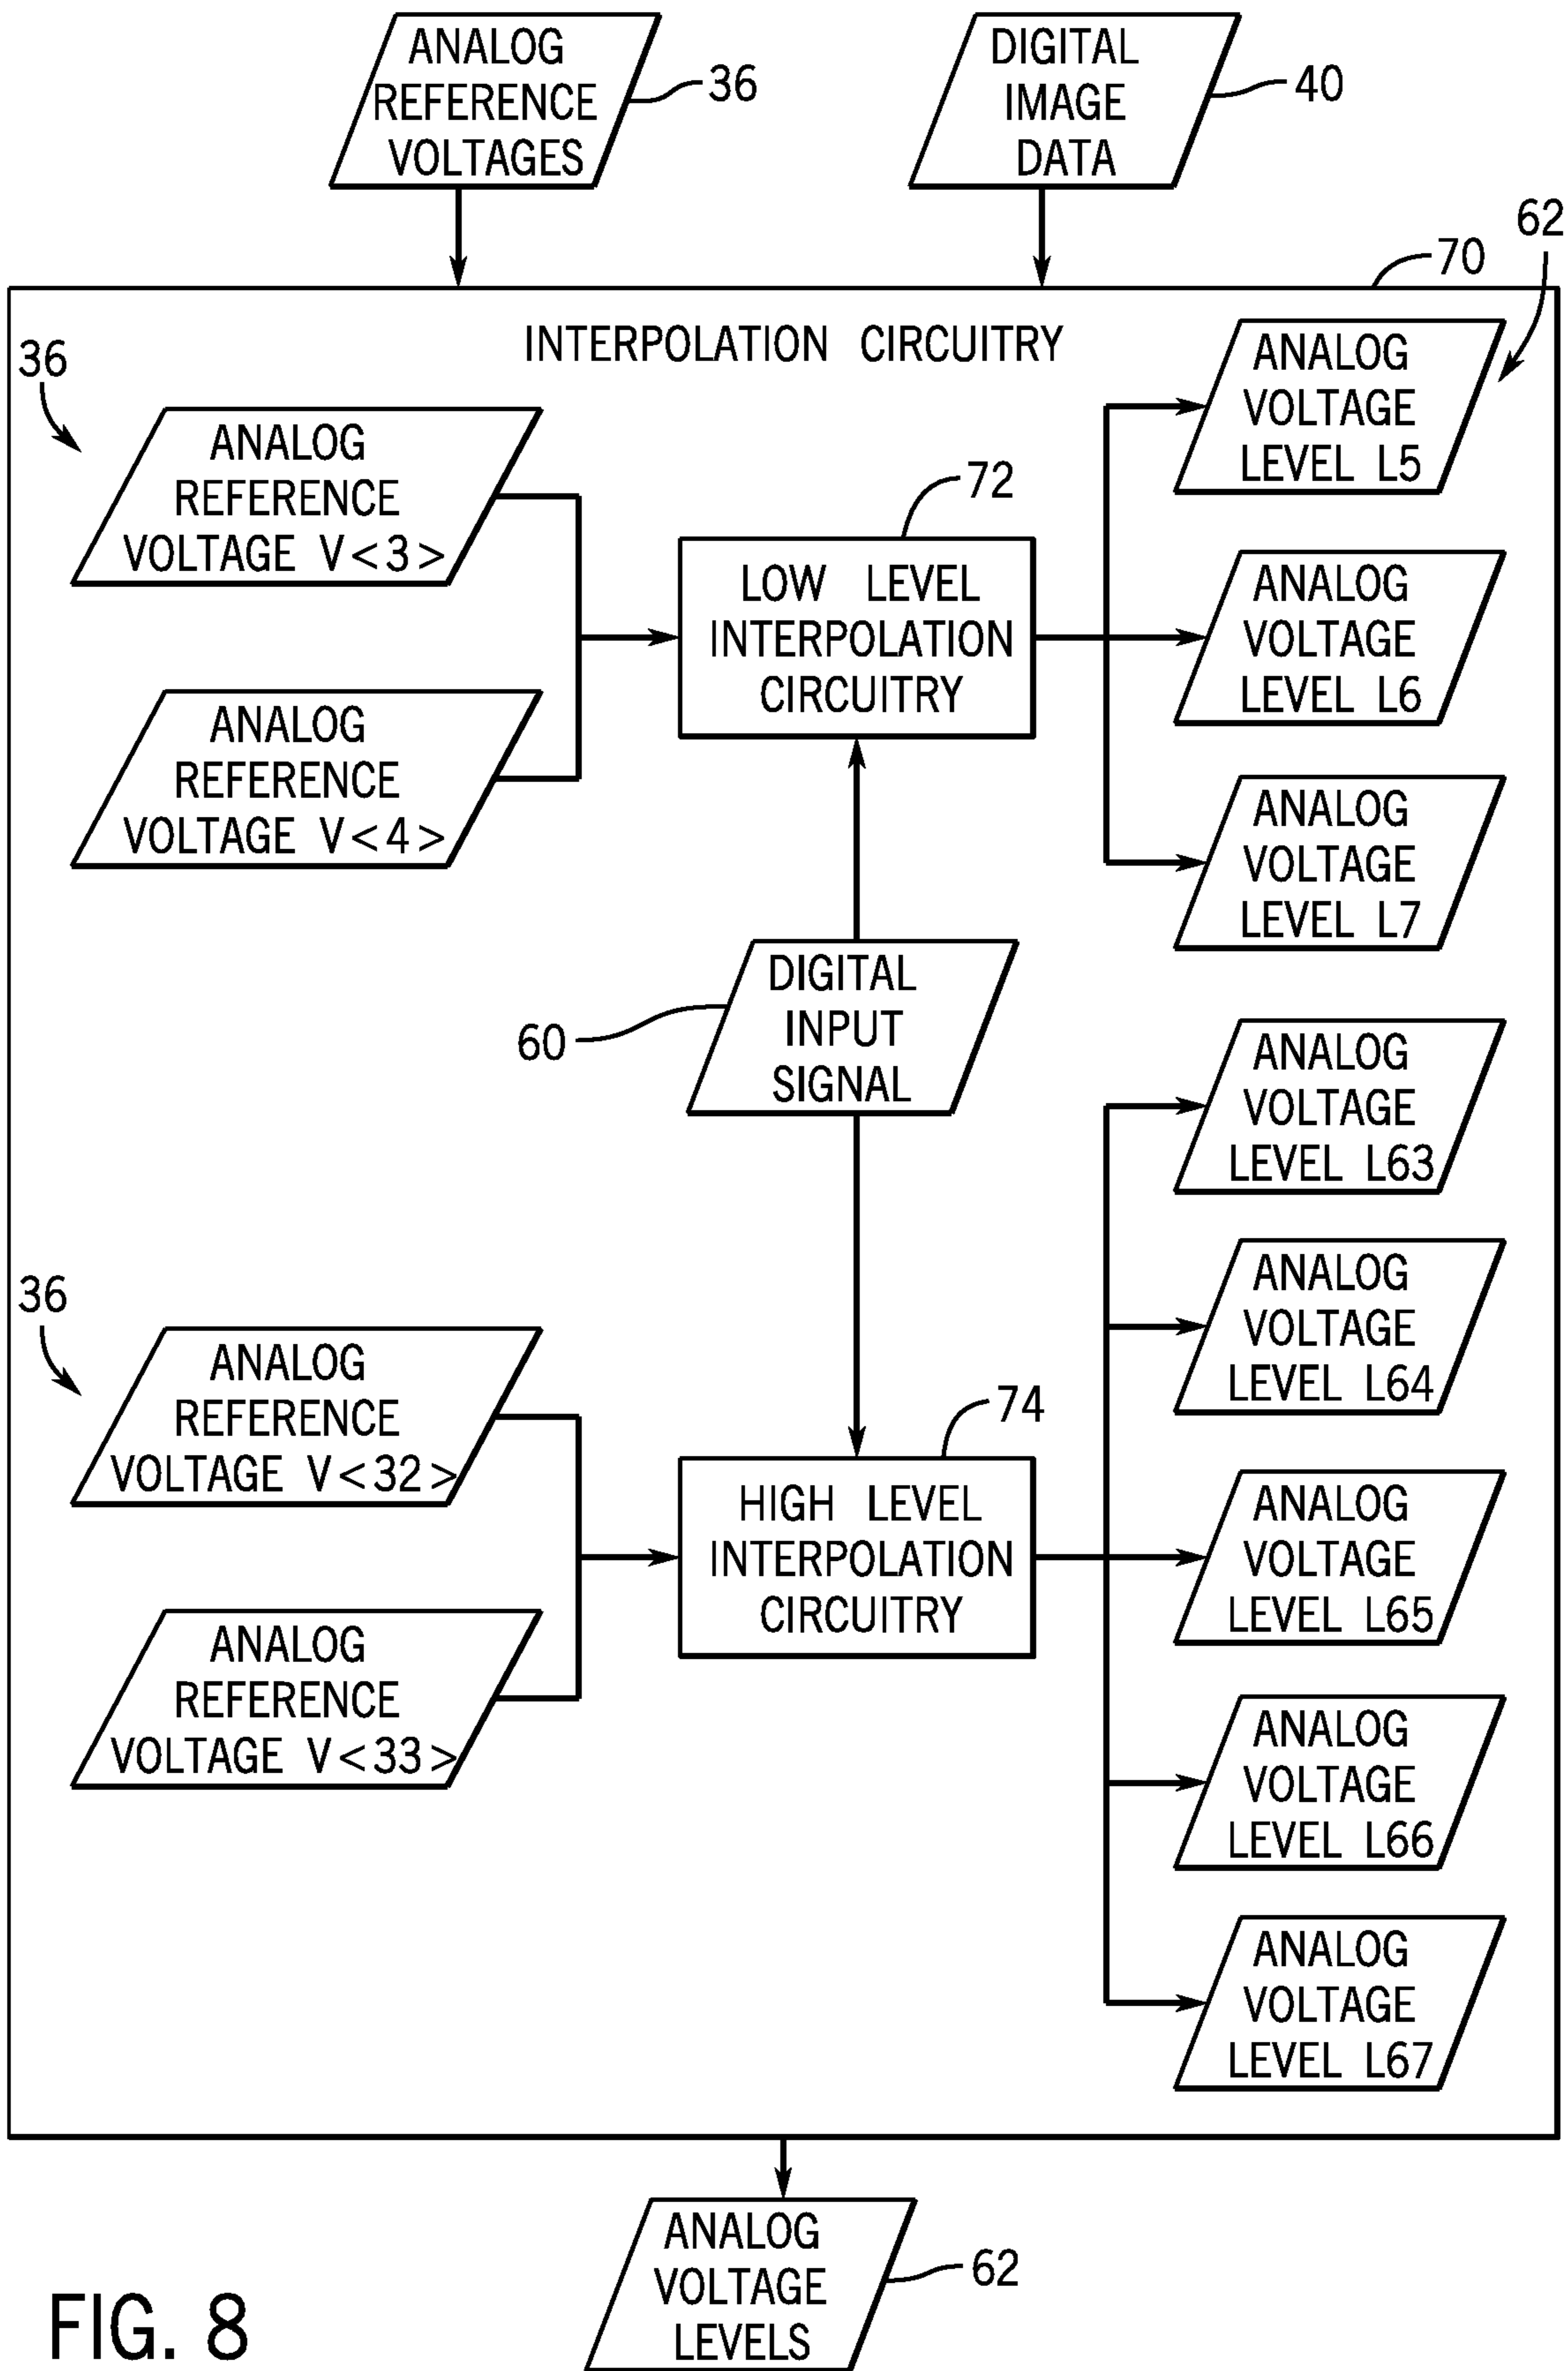 ANALOG
REFERENCE
VOLTAGES
36
DIGITAL
IMAGE
DATA
40
62
70
INTERPOLATION CIRCUITRY
36
ANALOG
REFERENCE
VOLTAGE V<3>
ANALOG
REFERENCE
VOLTAGE V<4>
72
LOW LEVEL
INTERPOLATION
CIRCUITRY
ANALOG
VOLTAGE
LEVEL L5
ANALOG
VOLTAGE
LEVEL L6
ANALOG
VOLTAGE
LEVEL L7
60
DIGITAL
INPUT
SIGNAL
36
ANALOG
REFERENCE
VOLTAGE V<32>
ANALOG
REFERENCE
VOLTAGE V<33>
74
HIGH LEVEL
INTERPOLATION
CIRCUITRY
ANALOG
VOLTAGE
LEVEL L63
ANALOG
VOLTAGE
LEVEL L64
ANALOG
VOLTAGE
LEVEL L65
ANALOG
VOLTAGE
LEVEL L66
ANALOG
VOLTAGE
LEVEL L67
ANALOG
VOLTAGE
LEVELS
62
FIG. 8